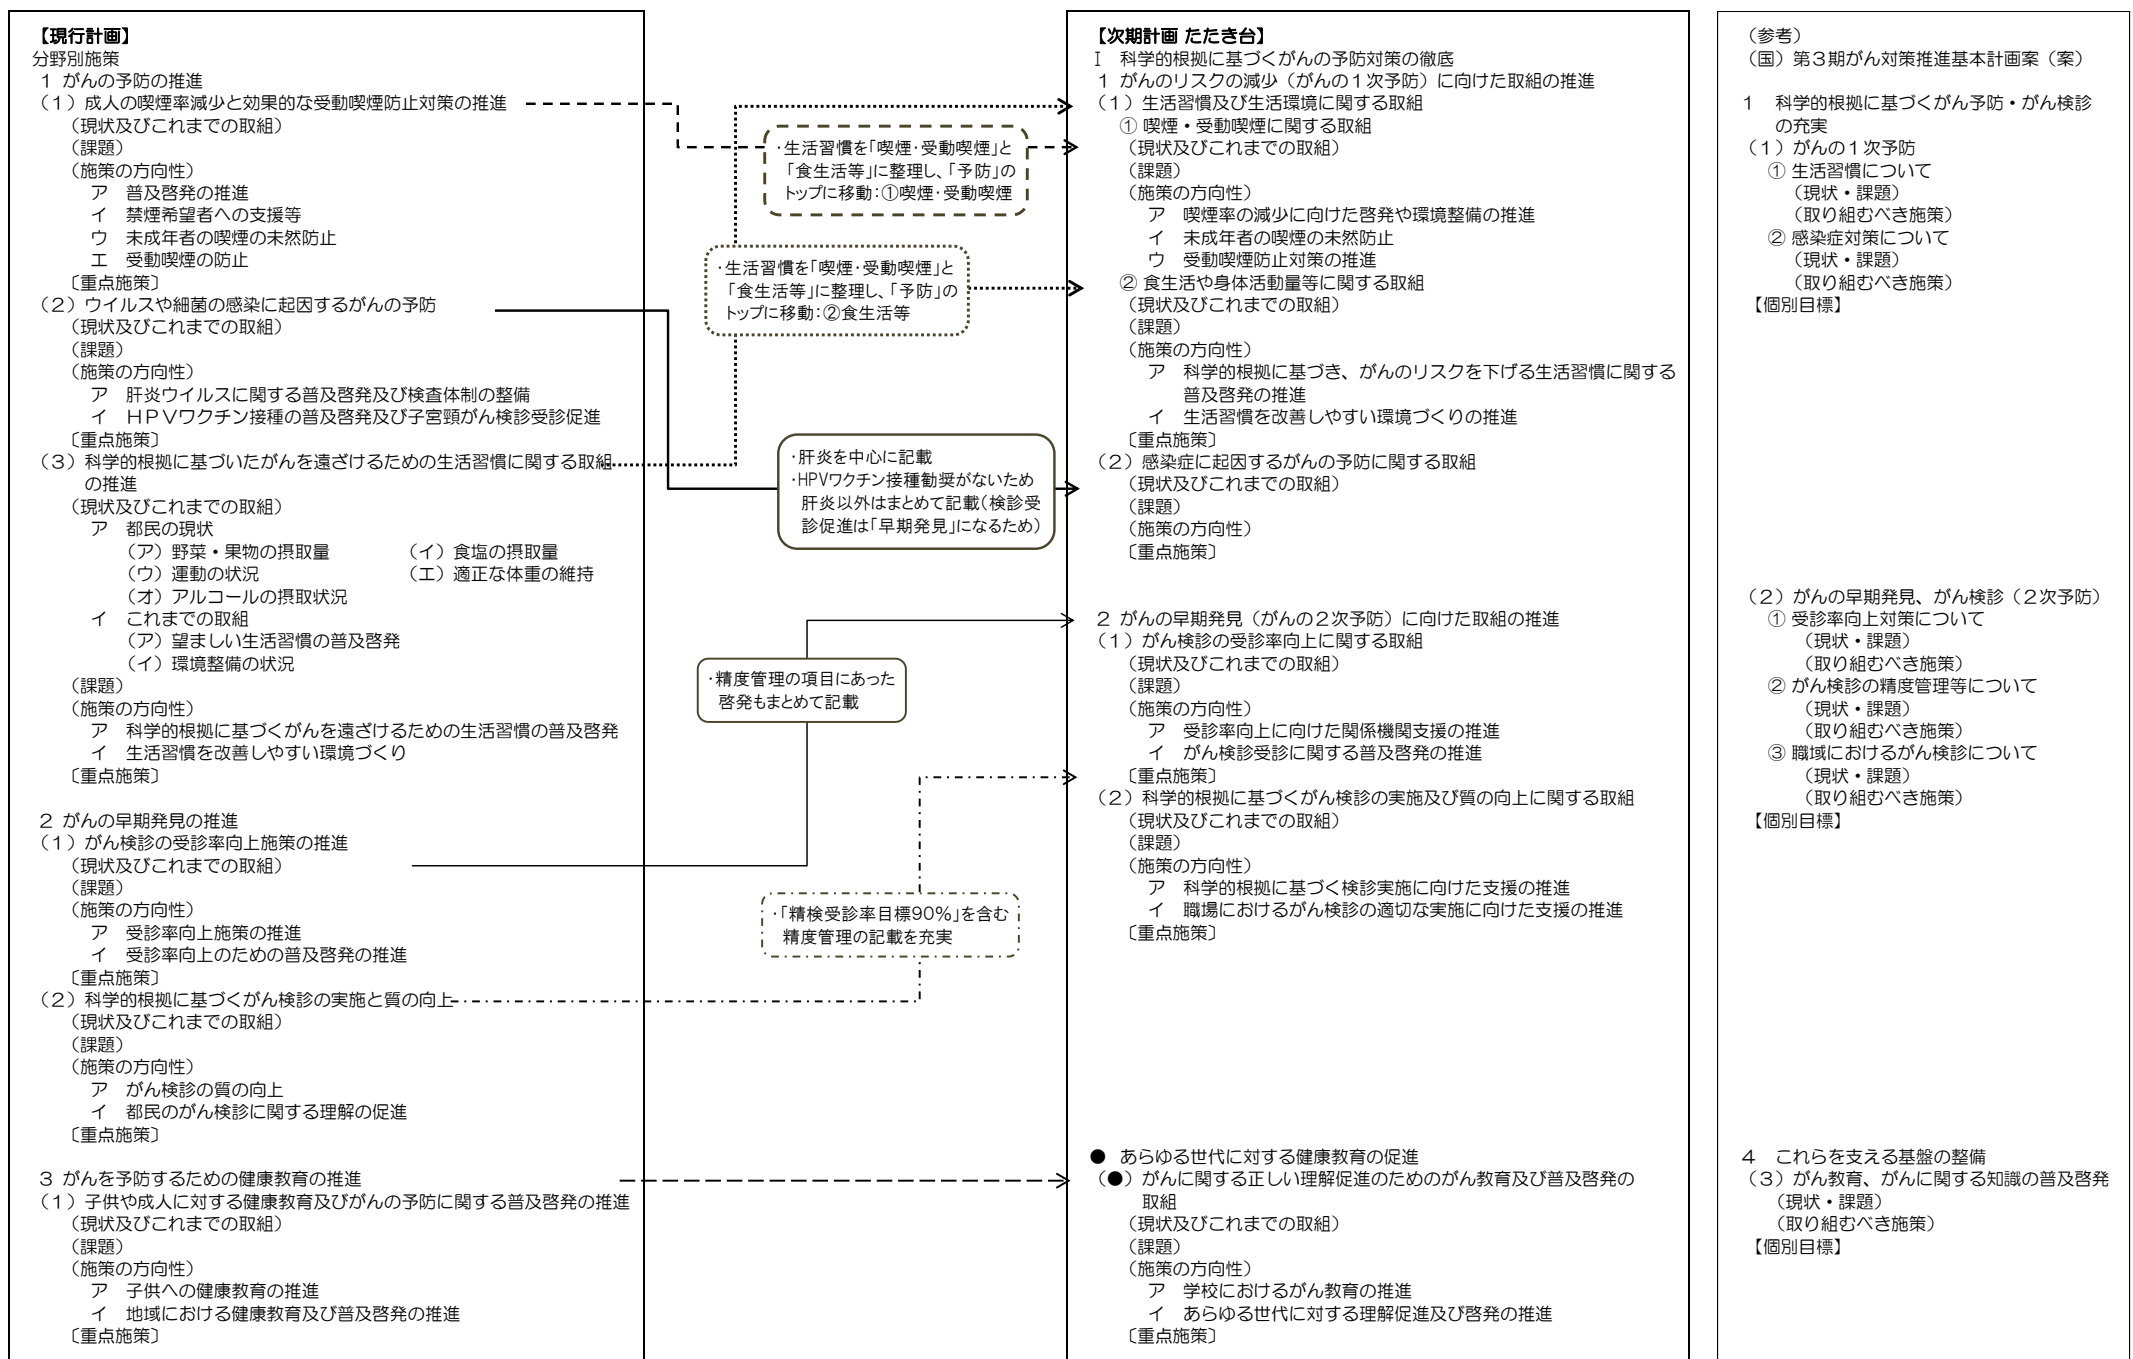 【現行計画】
分野別施策
１ がんの予防の推進
（１）成人の喫煙率減少と効果的な受動喫煙防止対策の推進
（現状及びこれまでの取組）
（課題）
（施策の方向性）
ア　普及啓発の推進
イ　禁煙希望者への支援等
ウ　未成年者の喫煙の未然防止
エ　受動喫煙の防止
〔重点施策〕
（２）ウイルスや細菌の感染に起因するがんの予防
（現状及びこれまでの取組）
（課題）
（施策の方向性）
ア　肝炎ウイルスに関する普及啓発及び検査体制の整備
イ　ＨＰＶワクチン接種の普及啓発及び子宮頸がん検診受診促進
〔重点施策〕
（３）科学的根拠に基づいたがんを遠ざけるための生活習慣に関する取組
の推進
（現状及びこれまでの取組）
ア　都民の現状
（ア）野菜・果物の摂取量　（イ）食塩の摂取量
（ウ）運動の状況　（エ）適正な体重の維持
（オ）アルコールの摂取状況
イ　これまでの取組
（ア）望ましい生活習慣の普及啓発
（イ）環境整備の状況
（課題）
（施策の方向性）
ア　科学的根拠に基づくがんを遠ざけるための生活習慣の普及啓発
イ　生活習慣を改善しやすい環境づくり
〔重点施策〕
２ がんの早期発見の推進
（１）がん検診の受診率向上施策の推進
（現状及びこれまでの取組）
（課題）
（施策の方向性）
ア　受診率向上施策の推進
イ　受診率向上のための普及啓発の推進
〔重点施策〕
（２）科学的根拠に基づくがん検診の実施と質の向上
（現状及びこれまでの取組）
（課題）
（施策の方向性）
ア　がん検診の質の向上
イ　都民のがん検診に関する理解の促進
〔重点施策〕
３ がんを予防するための健康教育の推進
（１）子供や成人に対する健康教育及びがんの予防に関する普及啓発の推進
（現状及びこれまでの取組）
（課題）
（施策の方向性）
ア　子供への健康教育の推進
イ　地域における健康教育及び普及啓発の推進
〔重点施策〕
・生活習慣を「喫煙・受動喫煙」と
「食生活等」に整理し、「予防」の
トップに移動：①喫煙・受動喫煙
・生活習慣を「喫煙・受動喫煙」と
「食生活等」に整理し、「予防」の
トップに移動：②食生活等
・肝炎を中心に記載
・HPVワクチン接種勧奨がないため
肝炎以外はまとめて記載（検診受
診促進は「早期発見」になるため）
・精度管理の項目にあった
啓発もまとめて記載
・「精検受診率目標90％」を含む
精度管理の記載を充実
【次期計画 たたき台】
Ⅰ　科学的根拠に基づくがんの予防対策の徹底
１ がんのリスクの減少（がんの１次予防）に向けた取組の推進
（１）生活習慣及び生活環境に関する取組
① 喫煙・受動喫煙に関する取組
（現状及びこれまでの取組）
（課題）
（施策の方向性）
ア　喫煙率の減少に向けた啓発や環境整備の推進
イ　未成年者の喫煙の未然防止
ウ　受動喫煙防止対策の推進
② 食生活や身体活動量等に関する取組
（現状及びこれまでの取組）
（課題）
（施策の方向性）
ア　科学的根拠に基づき、がんのリスクを下げる生活習慣に関する
普及啓発の推進
イ　生活習慣を改善しやすい環境づくりの推進
〔重点施策〕
（２）感染症に起因するがんの予防に関する取組
（現状及びこれまでの取組）
（課題）
（施策の方向性）
〔重点施策〕
２ がんの早期発見（がんの２次予防）に向けた取組の推進
（１）がん検診の受診率向上に関する取組
（現状及びこれまでの取組）
（課題）
（施策の方向性）
ア　受診率向上に向けた関係機関支援の推進
イ　がん検診受診に関する普及啓発の推進
〔重点施策〕
（２）科学的根拠に基づくがん検診の実施及び質の向上に関する取組
（現状及びこれまでの取組）
（課題）
（施策の方向性）
ア　科学的根拠に基づく検診実施に向けた支援の推進
イ　職場におけるがん検診の適切な実施に向けた支援の推進
〔重点施策〕
●　あらゆる世代に対する健康教育の促進
（●）がんに関する正しい理解促進のためのがん教育及び普及啓発の
取組
（現状及びこれまでの取組）
（課題）
（施策の方向性）
ア　学校におけるがん教育の推進
イ　あらゆる世代に対する理解促進及び啓発の推進
〔重点施策〕
（参考）
（国）第３期がん対策推進基本計画案（案）
１　科学的根拠に基づくがん予防・がん検診
の充実
（１）がんの１次予防
① 生活習慣について
（現状・課題）
（取り組むべき施策）
② 感染症対策について
（現状・課題）
（取り組むべき施策）
【個別目標】
（２）がんの早期発見、がん検診（２次予防）
① 受診率向上対策について
（現状・課題）
（取り組むべき施策）
② がん検診の精度管理等について
（現状・課題）
（取り組むべき施策）
③ 職域におけるがん検診について
（現状・課題）
（取り組むべき施策）
【個別目標】
４　これらを支える基盤の整備
（３）がん教育、がんに関する知識の普及啓発
（現状・課題）
（取り組むべき施策）
【個別目標】